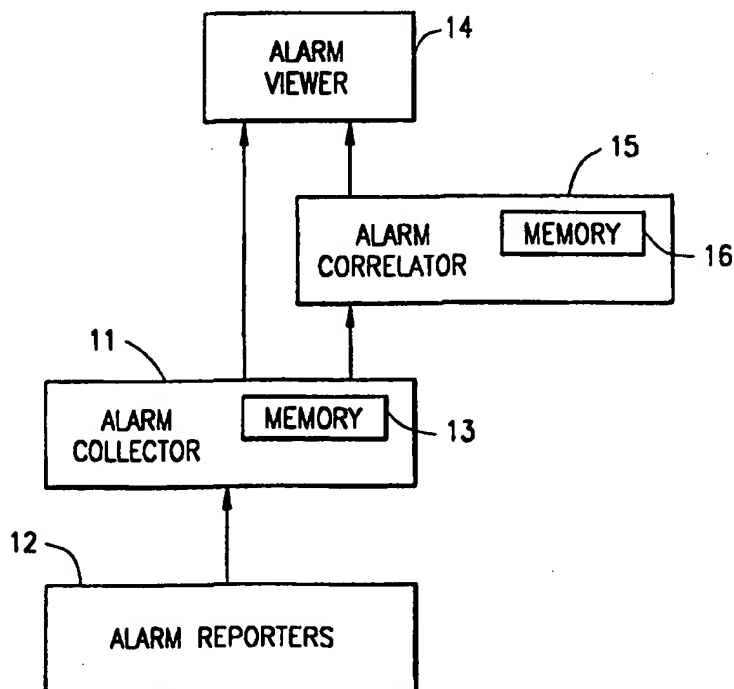 14
ALARM
VIEWER
15
ALARM
CORRELATOR
MEMORY
16
11
ALARM
COLLECTOR
MEMORY
13
12
ALARM REPORTERS